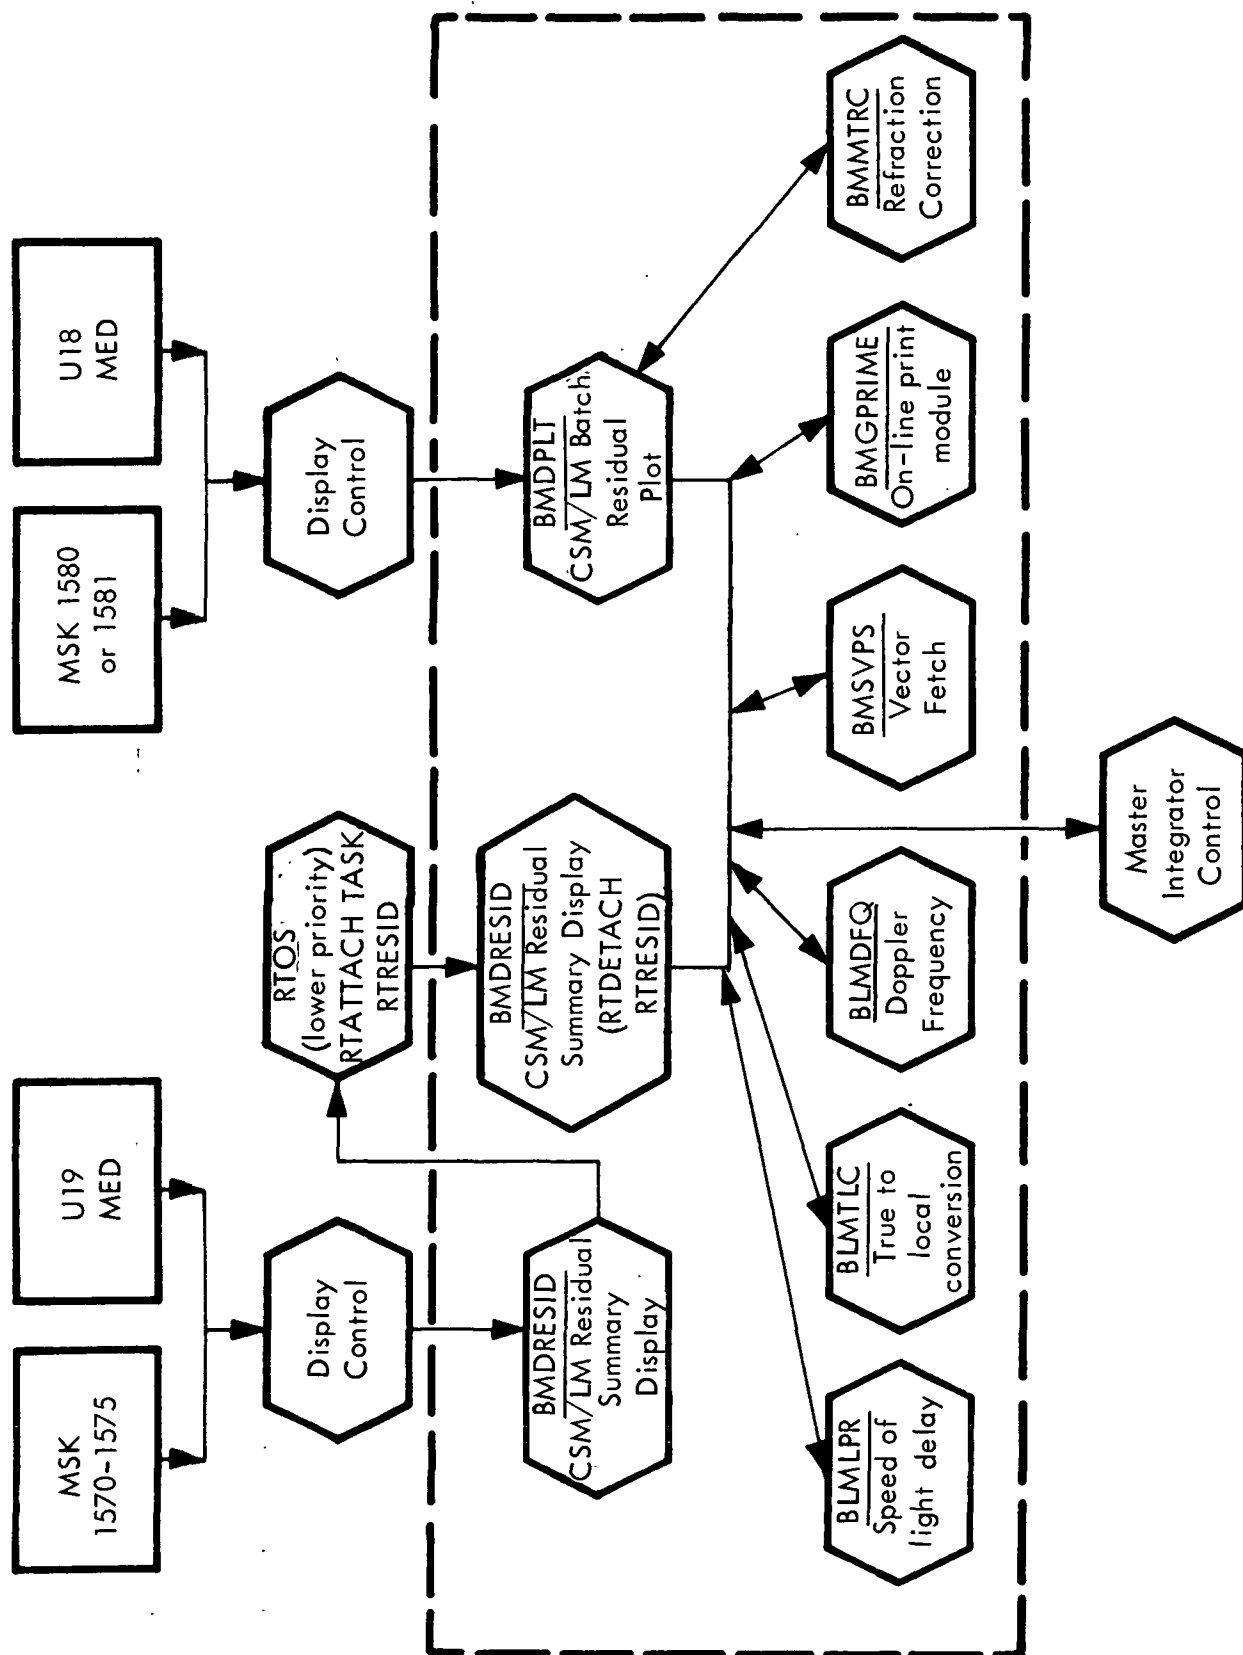 MSK
1570-1575
U19
MED
MSK 1580
or 1581
U18
MED
Display
Control
RTOS
(lower priority)
RTATTACH TASK
RTRESID
Display
Control
BMDRESID
CSM/LM Residual
Summary
Display
BMDRESID
CSM/LM Residual
Summary Display
(RTDETACH
RTRESID)
BMDPLT
CSM/LM Batch
Residual
Plot
BLMLPR
Speed of
light delay
BLMTLC
True to
local
conversion
BLMDFQ
Doppler
Frequency
BMSVPS
Vector
Fetch
BMGPRIME
On-line print
module
BMMTRC
Refraction
Correction
Master
Integrator
Control